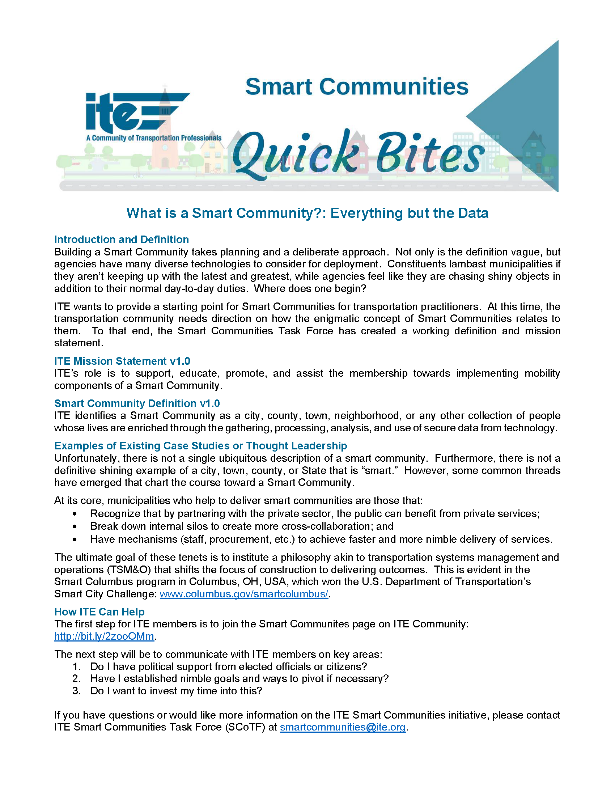 Smart Communities
ite
A Community of Transportation Professionals
Quick Bites
What is a Smart Community?: Everything but the Data
Introduction and Definition
Building a Smart Community takes planning and a deliberate approach. Not only is the definition vague, but
agencies have many diverse technologies to consider for deployment. Constituents lambast municipalities if
they aren't keeping up with the latest and greatest, while agencies feel like they are chasing shiny objects in
addition to their normal day-to-day duties. Where does one begin?
ITE wants to provide a starting point for Smart Communities for transportation practitioners. At this time, the
transportation community needs direction on how the enigmatic concept of Smart Communities relates to
them. To that end, the Smart Communities Task Force has created a working definition and mission
statement.
ITE Mission Statement v1.0
ITE's role is to support, educate, promote, and assist the membership towards implementing mobility
components of a Smart Community.
Smart Community Definition v1.0
ITE identifies a Smart Community as a city, county, town, neighborhood, or any other collection of people
whose lives are enriched through the gathering, processing, analysis, and use of secure data from technology.
Examples of Existing Case Studies or Thought Leadership
Unfortunately, there is not a single ubiquitous description of a smart community. Furthermore, there is not a
definitive shining example of a city, town, county, or State that is "smart." However, some common threads
have emerged that chart the course toward a Smart Community.
At its core, municipalities who help to deliver smart communities are those that:
• Recognize that by partnering with the private sector, the public can benefit from private services;
• Break down internal silos to create more cross-collaboration; and
• Have mechanisms (staff, procurement, etc.) to achieve faster and more nimble delivery of services.
The ultimate goal of these tenets is to institute a philosophy akin to transportation systems management and
operations (TSM&O) that shifts the focus of construction to delivering outcomes. This is evident in the
Smart Columbus program in Columbus, OH, USA, which won the U.S. Department of Transportation's
Smart City Challenge: www.columbus.gov/smartcolumbus/.
How ITE Can Help
The first step for ITE members is to join the Smart Communites page on ITE Community:
http://bit.ly/2zooOMm.
The next step will be to communicate with ITE members on key areas:
1. Do I have political support from elected officials or citizens?
2. Have I established nimble goals and ways to pivot if necessary?
3. Do I want to invest my time into this?
If you have questions or would like more information on the ITE Smart Communities initiative, please contact
ITE Smart Communities Task Force (SCoTF) at smartcommunities@ite.org.